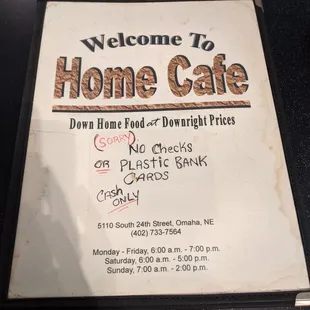 Welcome To
Home Cafe
Down Home Food at Downright Prices
(SORRY) No Checks
OR PLASTIC BANK
CARDS
Cash
ONLY
5110 South 24th Street, Omaha, NE
(402) 733-7564
Monday - Friday, 6:00 a.m. - 7:00 p.m.
Saturday, 6:00 a.m. - 5:00 p.m.
Sunday, 7:00 a.m. - 2:00 p.m.